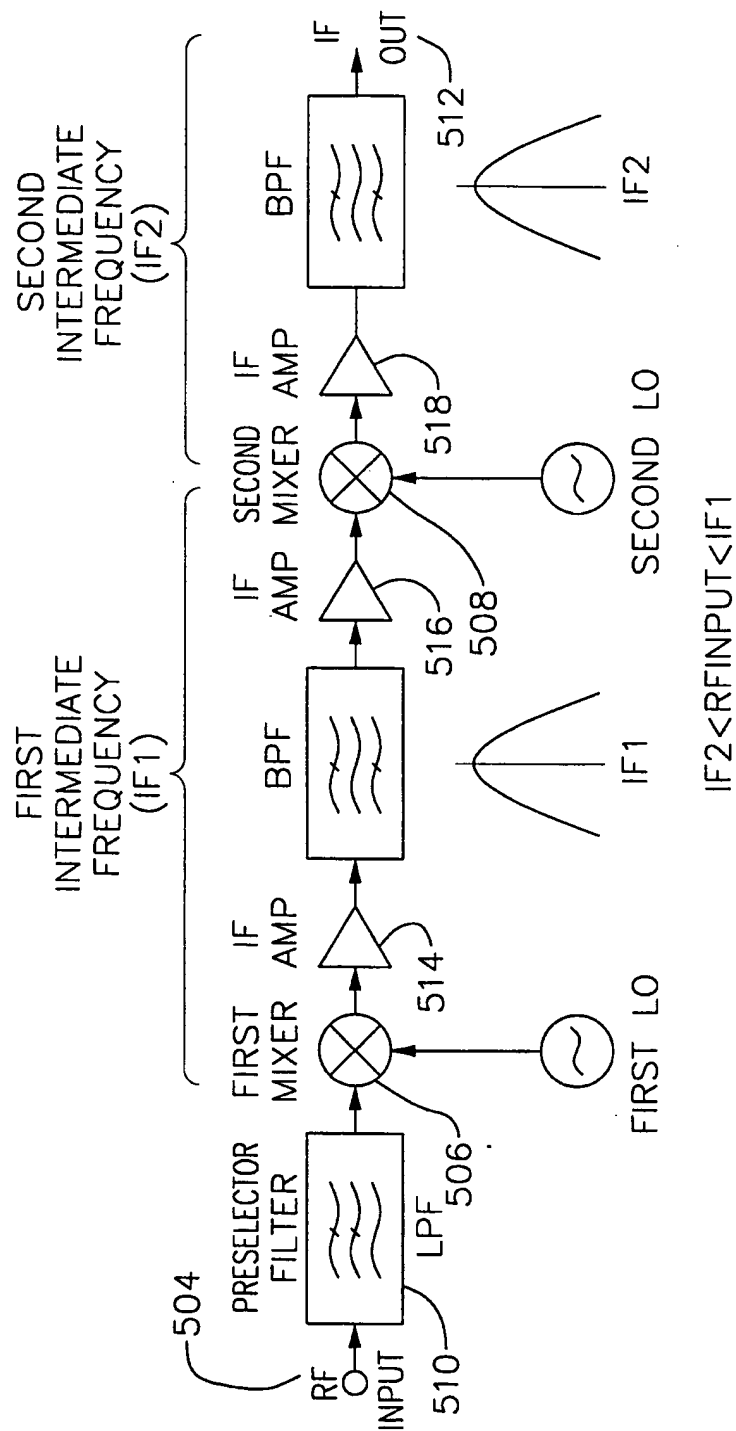 FIRST
INTERMEDIATE
FREQUENCY
(IF1)
SECOND
INTERMEDIATE
FREQUENCY
(IF2)
504
RF
INPUT
PRESELECTOR
FILTER
LPF
510
FIRST
MIXER
506
FIRST LO
IF
AMP
514
BPF
IF1
IF
AMP
516
SECOND
MIXER
508
SECOND LO
IF
AMP
518
BPF
IF2
IF
OUT
512
IF2<RFINPUT<IF1